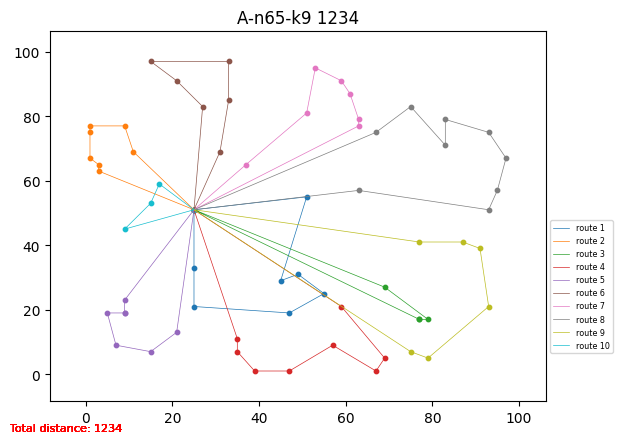 A-n65-k9 1234
100
80
60
40
20
0
0 20 40 60 80 100
route 1
route 2
route 3
route 4
route 5
route 6
route 7
route 8
route 9
route 10
Total distance: 1234